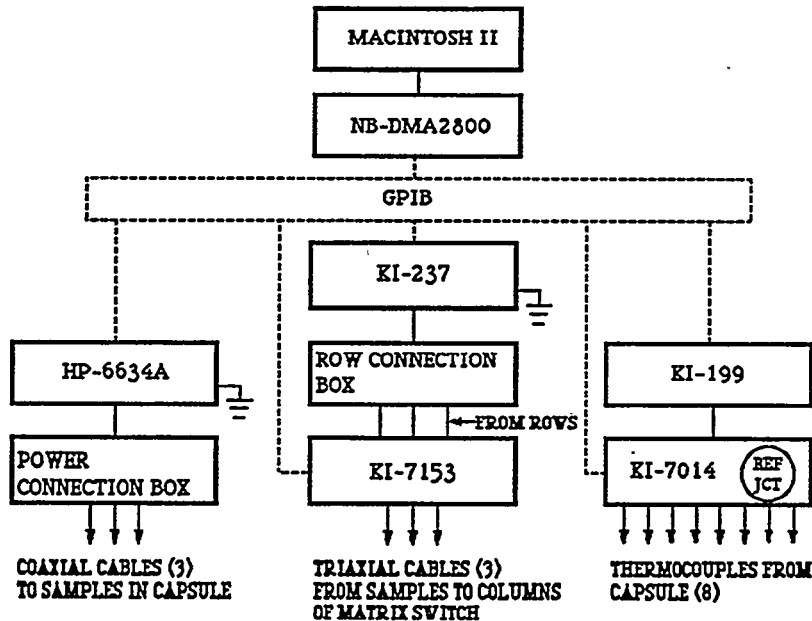 MACINTOSH II
NB-DMA2800
GPIB
KI-237
HP-6634A
ROW CONNECTION
BOX
KI-199
FROM ROWS
POWER
CONNECTION BOX
KI-7153
KI-7014
REF
JCT
COAXIAL CABLES (3)
TO SAMPLES IN CAPSULE
TRIAXIAL CABLES (3)
FROM SAMPLES TO COLUMNS
OF MATRIX SWITCH
THERMOCOUPLES FROM
CAPSULE (8)